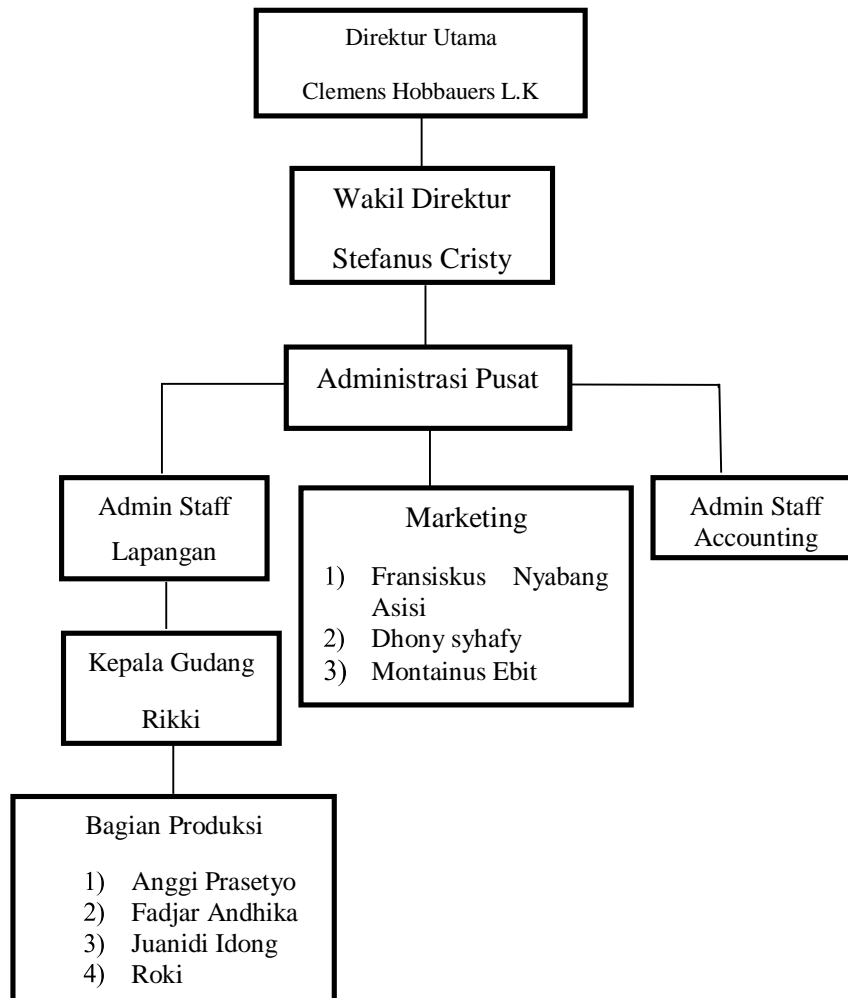 Direktur Utama
Clemens Hobbauers L.K
Wakil Direktur
Stefanus Cristy
Administrasi Pusat
Admin Staff
Lapangan
Marketing
1) Fransiskus Nyabang
Asisi
2) Dhony syhafy
3) Montainus Ebit
Admin Staff
Accounting
Kepala Gudang
Rikki
Bagian Produksi
1) Anggi Prasetyo
2) Fadjar Andhika
3) Juanidi Idong
4) Roki